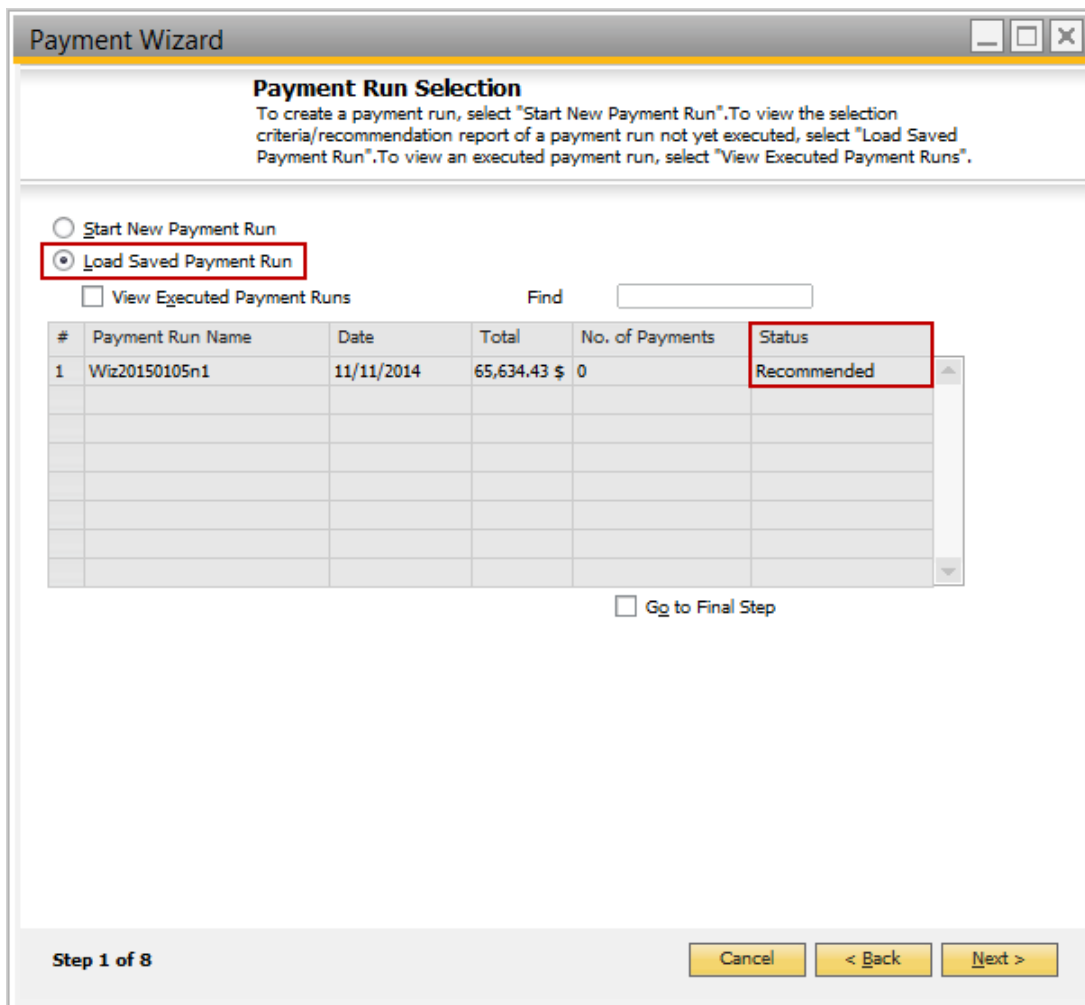 Payment Wizard
Payment Run Selection
To create a payment run, select "Start New Payment Run".To view the selection
criteria/recommendation report of a payment run not yet executed, select "Load Saved
Payment Run".To view an executed payment run, select "View Executed Payment Runs".
Start New Payment Run
Load Saved Payment Run
View Executed Payment Runs Find
# Payment Run Name Date Total No. of Payments Status
1 Wiz20150105n1 11/11/2014 65,634.43 $ 0 Recommended
Go to Final Step
Step 1 of 8 Cancel < Back Next >